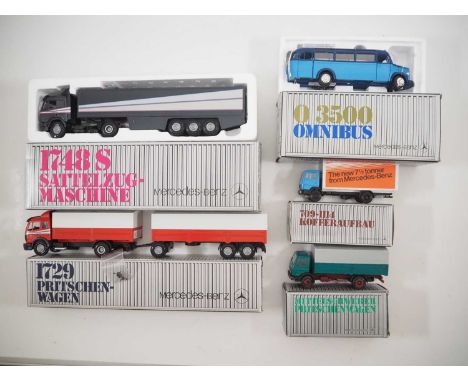 1748 S
SATTELZUG-
MASCHINE
Mercedes-Benz
1729
PRITSCHEN-
WAGEN
Mercedes-Benz
O 3500
OMNIBUS
Mercedes-Benz
The new 7½ tonner
from Mercedes-Benz
709-1114
KOFFERAUFBAU
PRITSCHENWAGEN